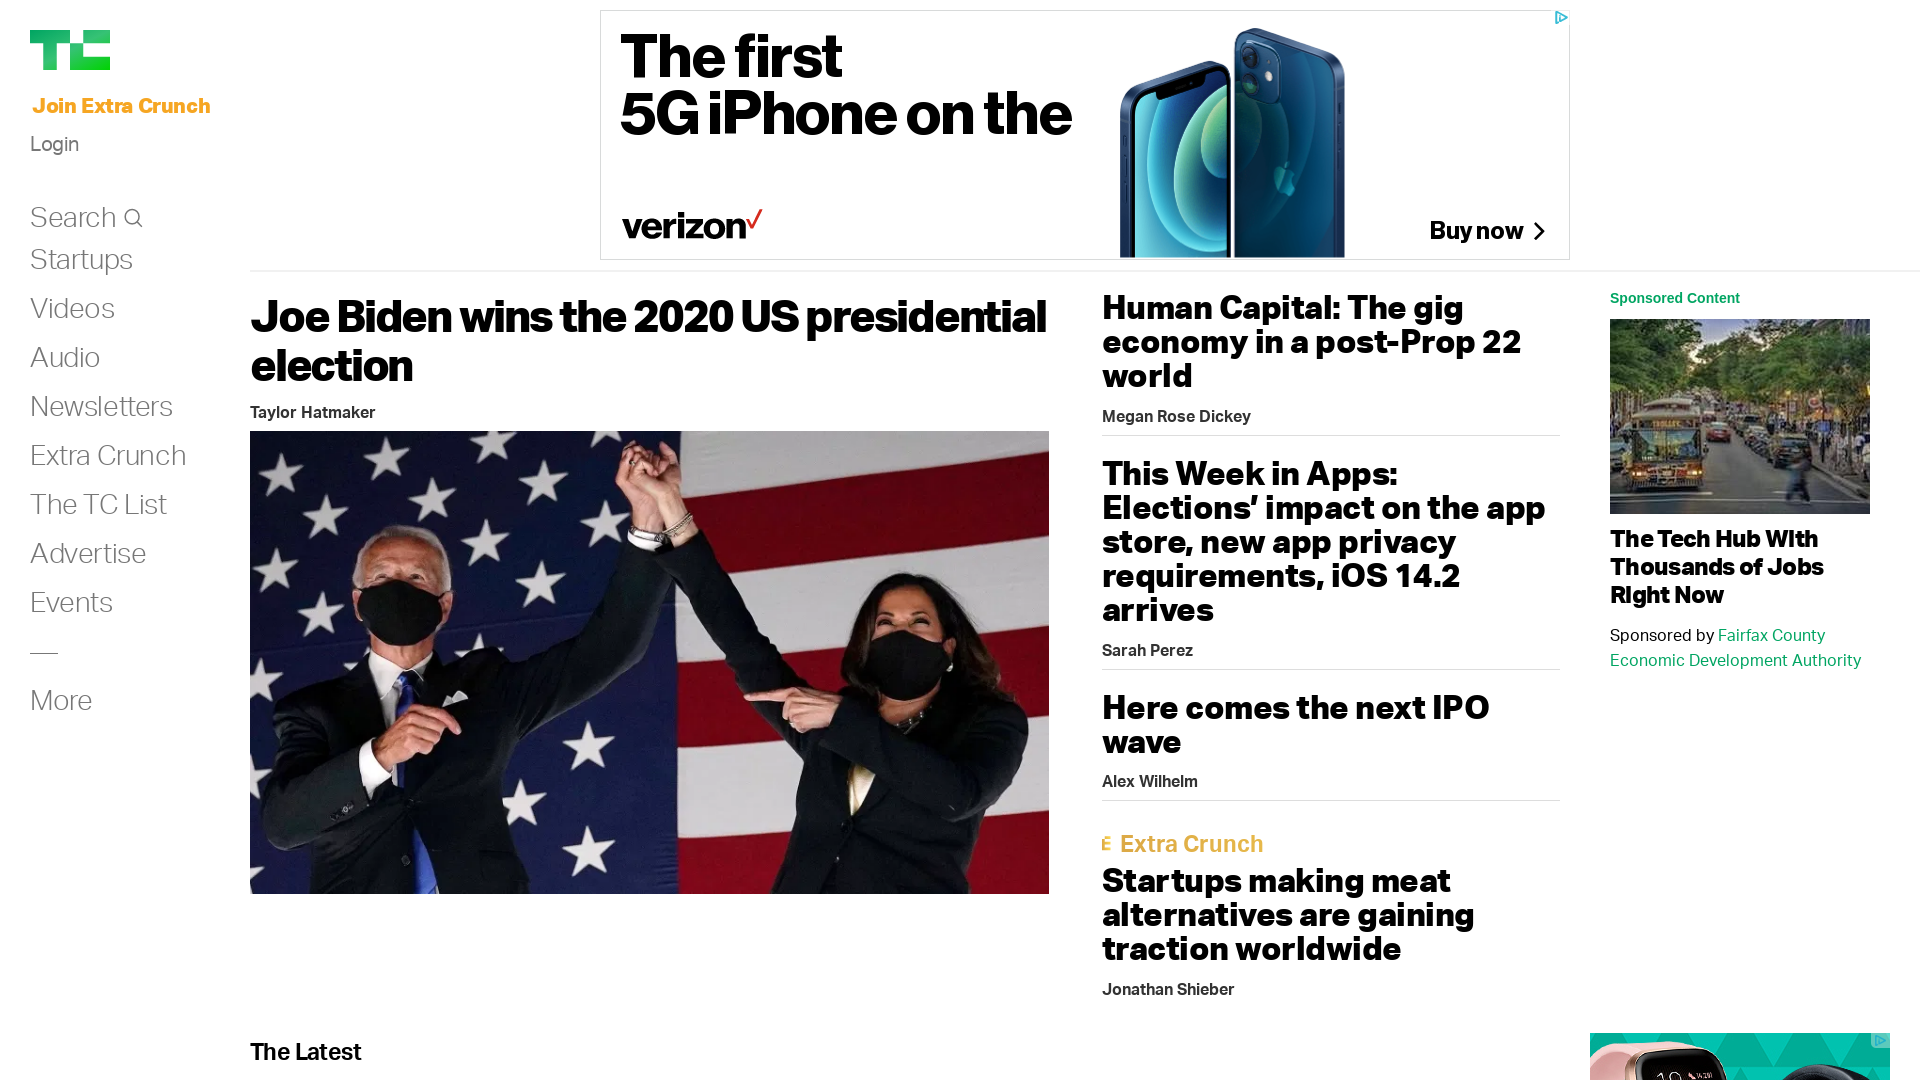 TC
Join Extra Crunch
Login
Search
Startups
Videos
Audio
Newsletters
Extra Crunch
The TC List
Advertise
Events
More
The first
5G iPhone on the
verizon
Buy now
Joe Biden wins the 2020 US presidential
election
Taylor Hatmaker
Human Capital: The gig
economy in a post-Prop 22
world
Megan Rose Dickey
This Week in Apps:
Elections’ impact on the app
store, new app privacy
requirements, iOS 14.2
arrives
Sarah Perez
Here comes the next IPO
wave
Alex Wilhelm
Extra Crunch
Startups making meat
alternatives are gaining
traction worldwide
Jonathan Shieber
Sponsored Content
TROLLEY
The Tech Hub WIth
Thousands of Jobs
RIght Now
Sponsored by Fairfax County
Economic Development Authority
The Latest